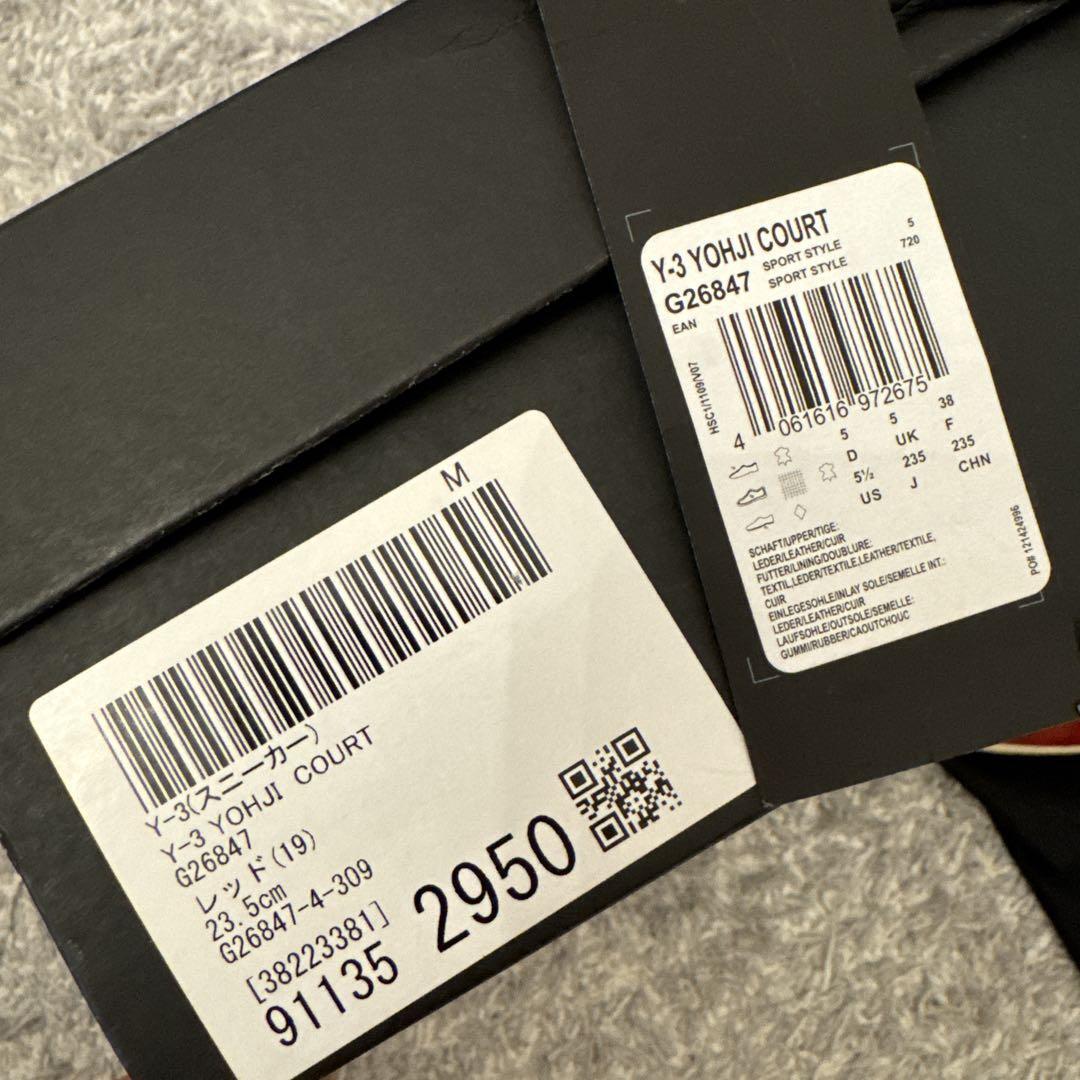 Y-3 YOHJI COURT
G26847
SPORT STYLE
SPORT STYLE
5
720
EAN
HSC1/1109/V07
4 061616 972675
5 5 38
D UK F
5½ 235 235
US J CHN
SCHAFT/UPPER/TIGE:
LEDER/LEATHER/CUIR
FUTTER/LINING/DOUBLURE:
TEXTIL,LEDER/TEXTILE,LEATHER/TEXTILE,
CUIR
EINLEGESOHLE/INLAY SOLE/SEMELLE INT.:
LEDER/LEATHER/CUIR
LAUFSOHLE/OUTSOLE/SEMELLE:
GUMMI/RUBBER/CAOUTCHOUC
PO# 121424996
M
Y-3(スニーカー)
Y-3 YOHJI COURT
G26847
レッド(19)
23.5cm
G26847-4-309
[38223381]
91135 2950